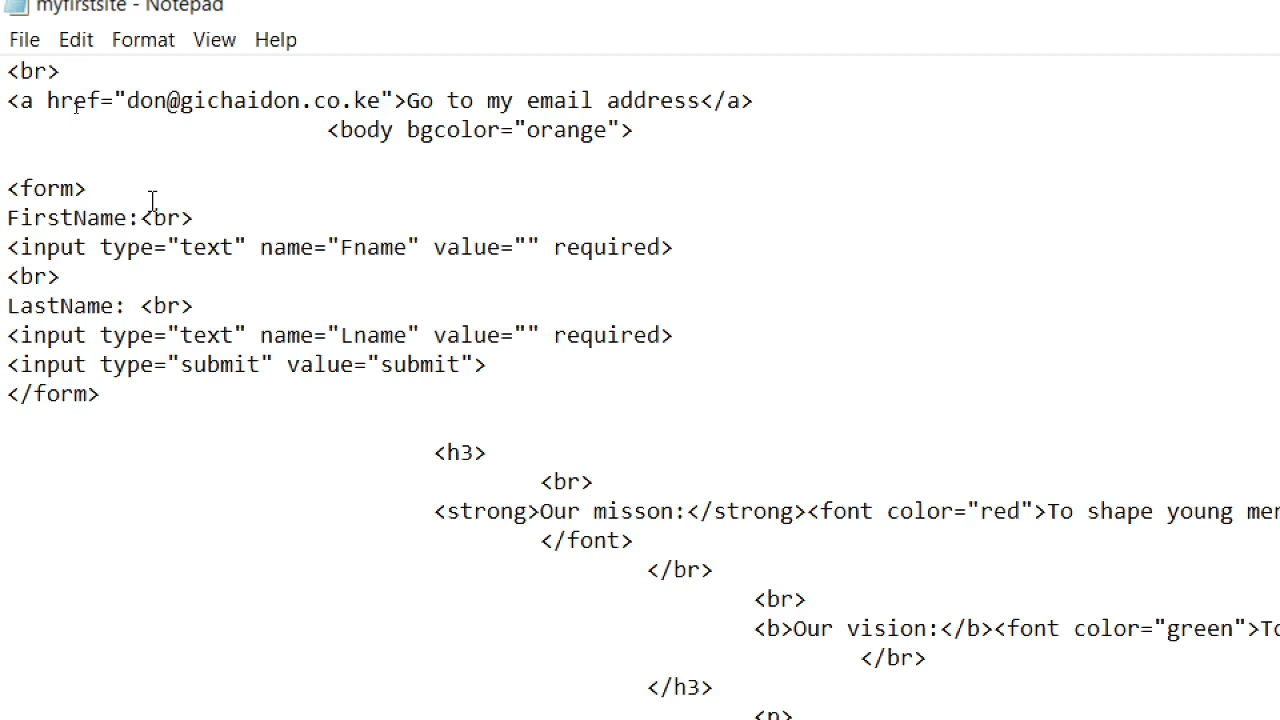 myfirstsite - Notepad
File Edit Format View Help
<br>
<a href="don@gichaidon.co.ke">Go to my email address</a>
<body bgcolor="orange">
<form>
FirstName:<br>
<input type="text" name="Fname" value="" required>
<br>
LastName: <br>
<input type="text" name="Lname" value="" required>
<input type="submit" value="submit">
</form>
<h3>
<br>
<strong>Our misson:</strong><font color="red">To shape young
</font>
</br>
<br>
<b>Our vision:</b><font color="green">
</br>
</h3>
<p>